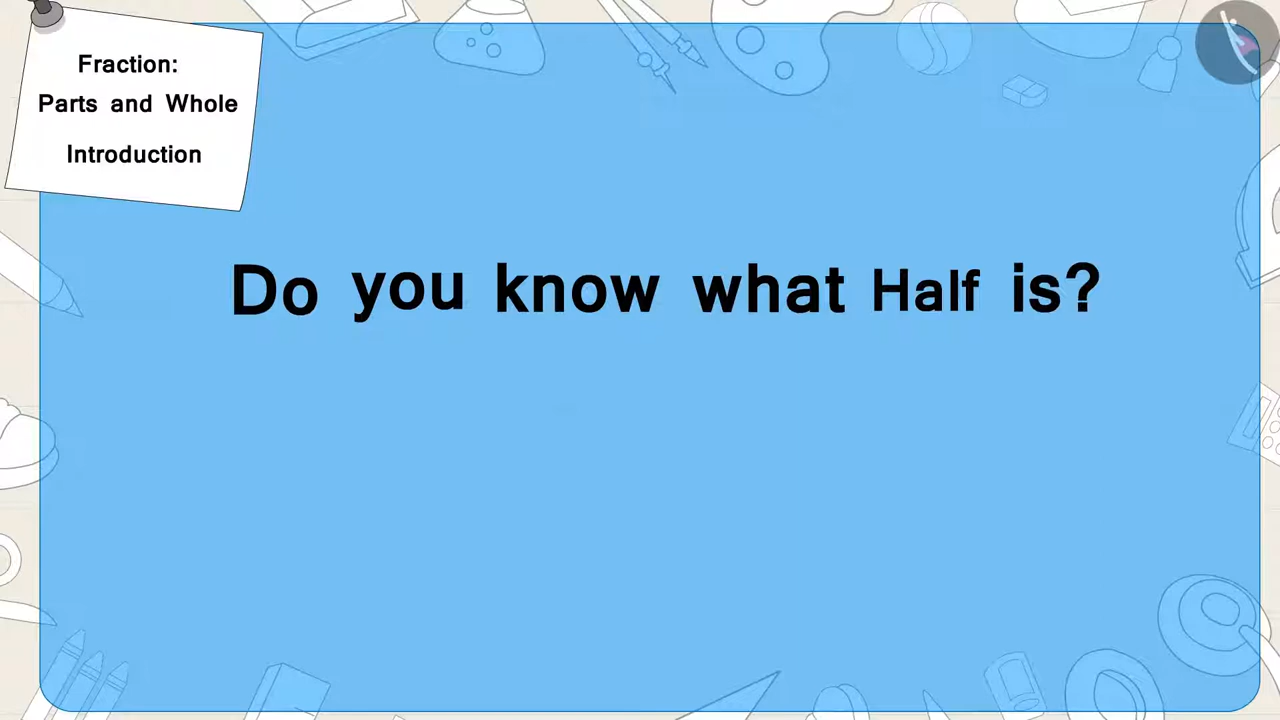 Fraction:
Parts and Whole
Introduction
Do you know what Half is?